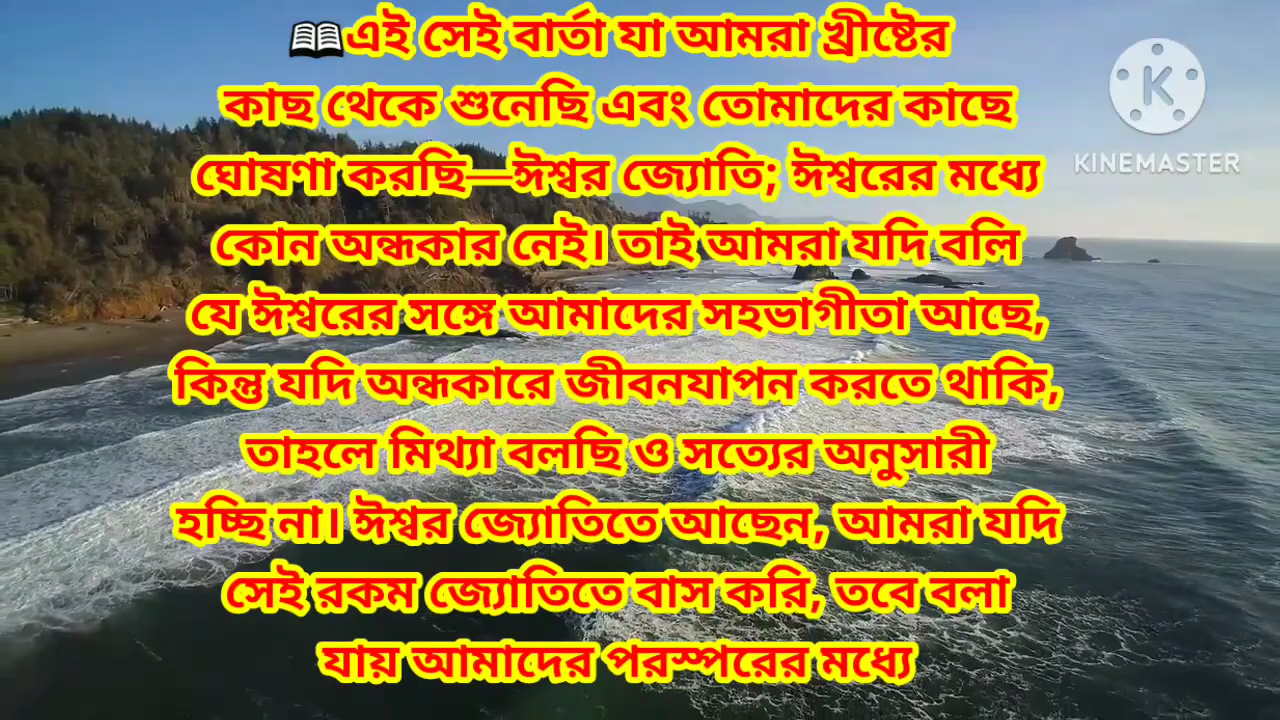 📖এই সেই বার্তা যা আমরা খ্রীষ্টের
কাছ থেকে শুনেছি এবং তোমাদের কাছে
ঘোষণা করছি—ঈশ্বর জ্যোতি; ঈশ্বরের মধ্যে
কোন অন্ধকার নেই। তাই আমরা যদি বলি
যে ঈশ্বরের সঙ্গে আমাদের সহভাগীতা আছে,
কিন্তু যদি অন্ধকারে জীবনযাপন করতে থাকি,
তাহলে মিথ্যা বলছি ও সত্যের অনুসারী
হচ্ছি না। ঈশ্বর জ্যোতিতে আছেন, আমরা যদি
সেই রকম জ্যোতিতে বাস করি, তবে বলা
যায় আমাদের পরস্পরের মধ্যে
K
KINEMASTER